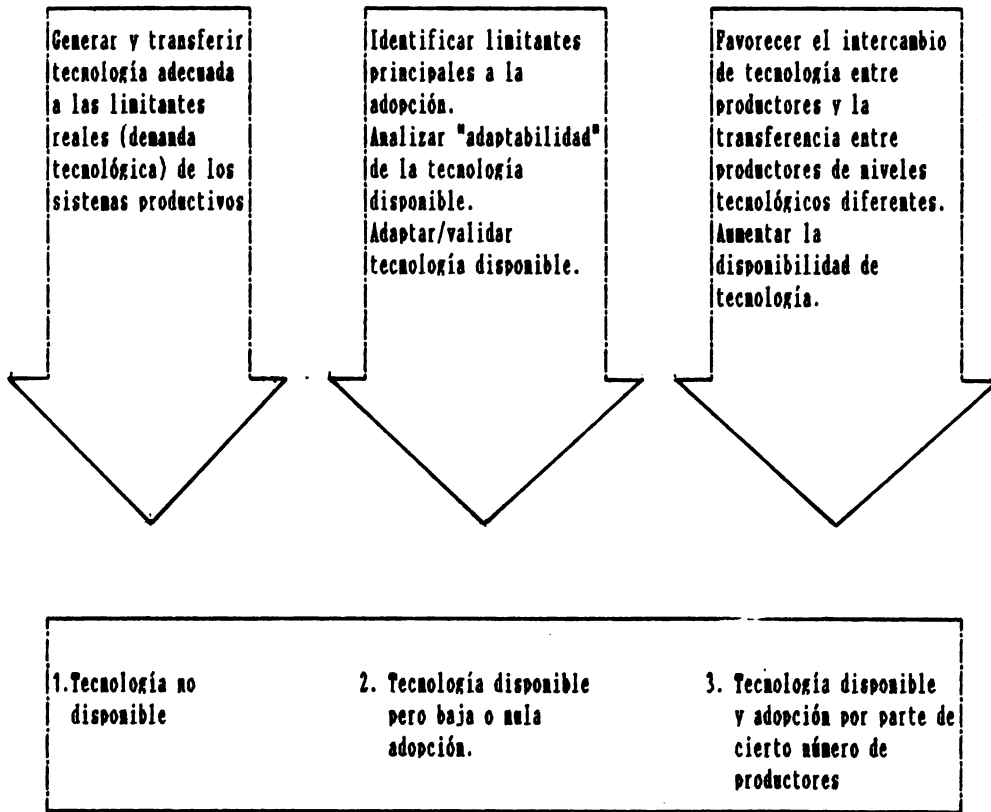 Generar y transferir
tecnología adecuada
a las limitantes
reales (demanda
tecnológica) de los
sistemas productivos
Identificar limitantes
principales a la
adopción.
Analizar "adaptabilidad"
de la tecnología
disponible.
Adaptar/validar
tecnología disponible.
Favorecer el intercambio
de tecnología entre
productores y la
transferencia entre
productores de niveles
tecnológicos diferentes.
Aumentar la
disponibilidad de
tecnología.
1.Tecnología no
disponible
2. Tecnología disponible
pero baja o nula
adopción.
3. Tecnología disponible
y adopción por parte de
cierto número de
productores